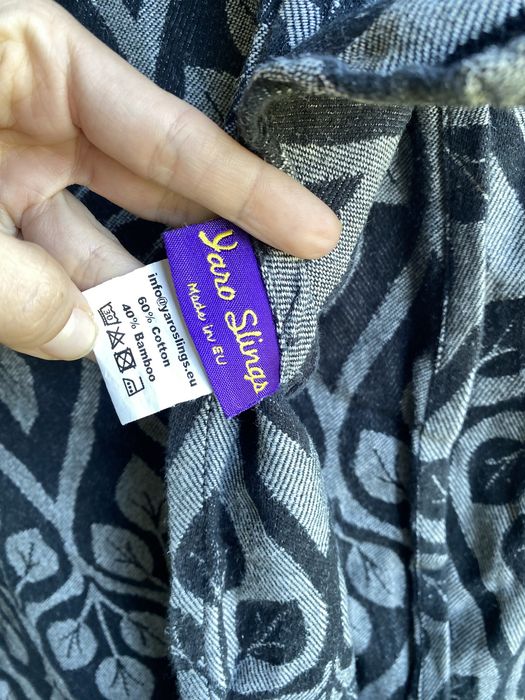 Yaro Slings
Made in EU
info@yaroslings.eu
60% Cotton
40% Bamboo